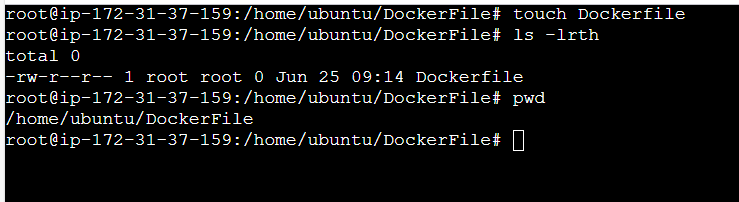 root@ip-172-31-37-159:/home/ubuntu/DockerFile# touch Dockerfile
root@ip-172-31-37-159:/home/ubuntu/DockerFile# ls -lrth
total 0
-rw-r--r-- 1 root root 0 Jun 25 09:14 Dockerfile
root@ip-172-31-37-159:/home/ubuntu/DockerFile# pwd
/home/ubuntu/DockerFile
root@ip-172-31-37-159:/home/ubuntu/DockerFile#